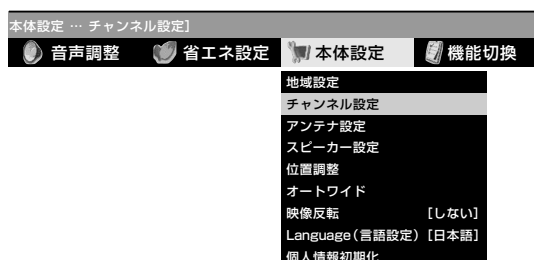 本体設定 … チャンネル設定]
音声調整 省エネ設定 本体設定 機能切換
地域設定
チャンネル設定
アンテナ設定
スピーカー設定
位置調整
オートワイド
映像反転 [しない]
Language(言語設定) [日本語]
個人情報初期化